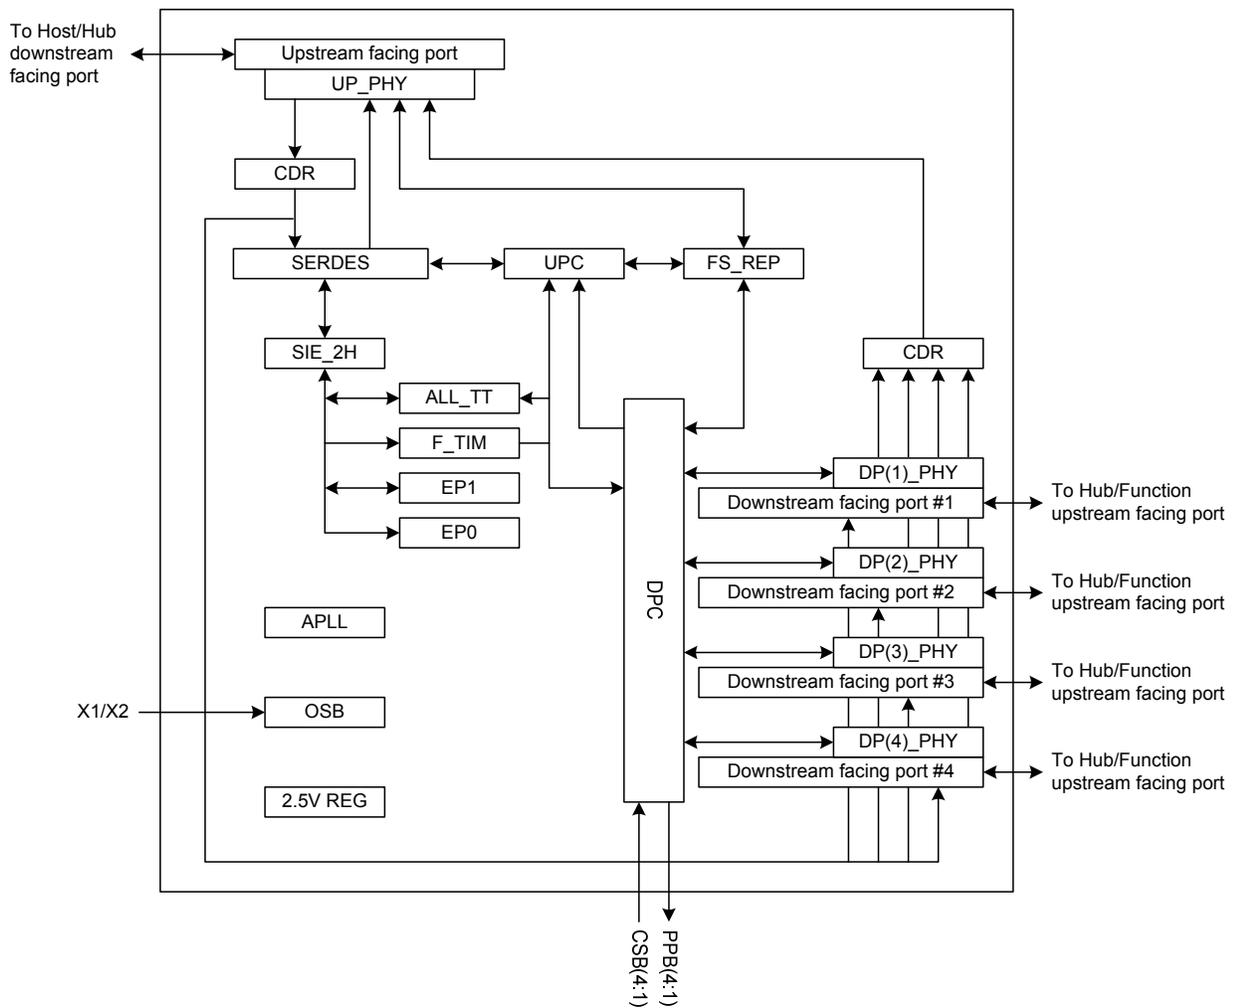 To Host/Hub
downstream
facing port
Upstream facing port
UP_PHY
CDR
SERDES
UPC
FS_REP
SIE_2H
CDR
ALL_TT
F_TIM
EP1
EP0
DPC
DP(1)_PHY
Downstream facing port #1
To Hub/Function
upstream facing port
DP(2)_PHY
Downstream facing port #2
To Hub/Function
upstream facing port
APLL
DP(3)_PHY
Downstream facing port #3
To Hub/Function
upstream facing port
X1/X2
OSB
DP(4)_PHY
Downstream facing port #4
To Hub/Function
upstream facing port
2.5V REG
CSB(4:1)
PPB(4:1)